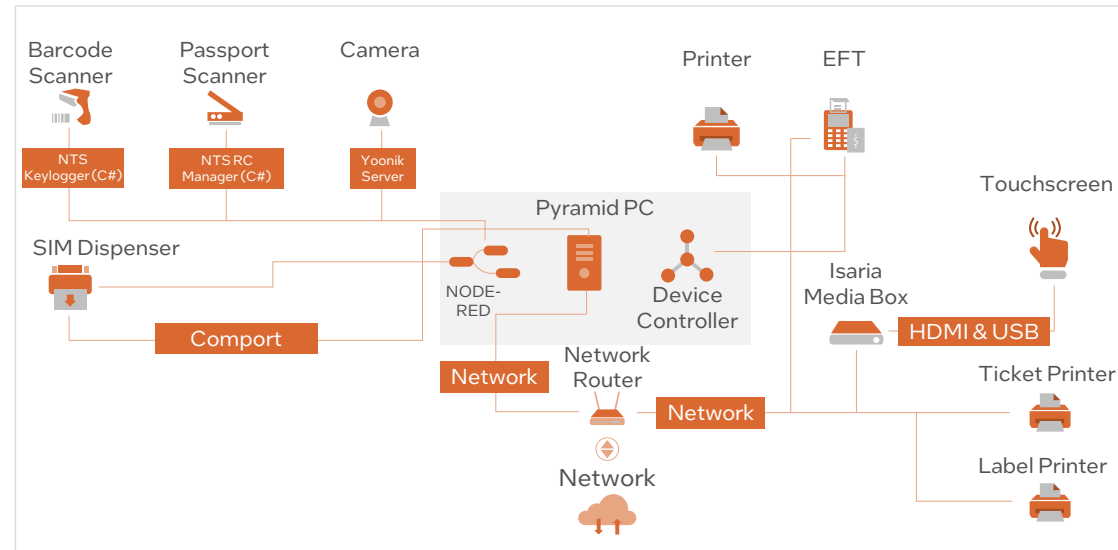 Barcode
Scanner
Passport
Scanner
Camera
Printer
EFT
NTS
Keylogger (C#)
NTS RC
Manager (C#)
Yoonik
Server
Touchscreen
Pyramid PC
SIM Dispenser
Isaria
Media Box
NODE-
RED
Device
Controller
Comport
HDMI & USB
Network
Network
Router
Network
Ticket Printer
Network
Label Printer
$